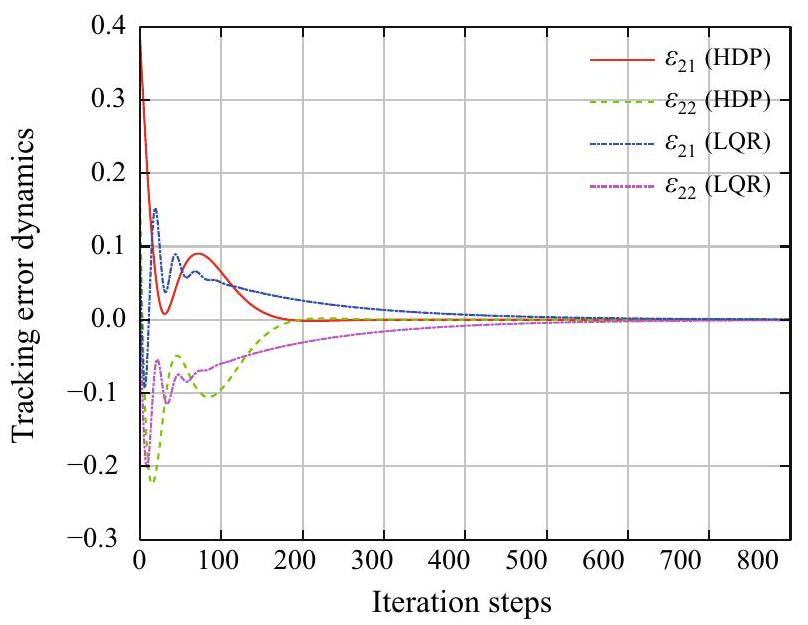 Tracking error dynamics
0.4
0.3
0.2
0.1
0.0
−0.1
−0.2
−0.3
ε21 (HDP)
ε22 (HDP)
ε21 (LQR)
ε22 (LQR)
0 100 200 300 400 500 600 700 800
Iteration steps